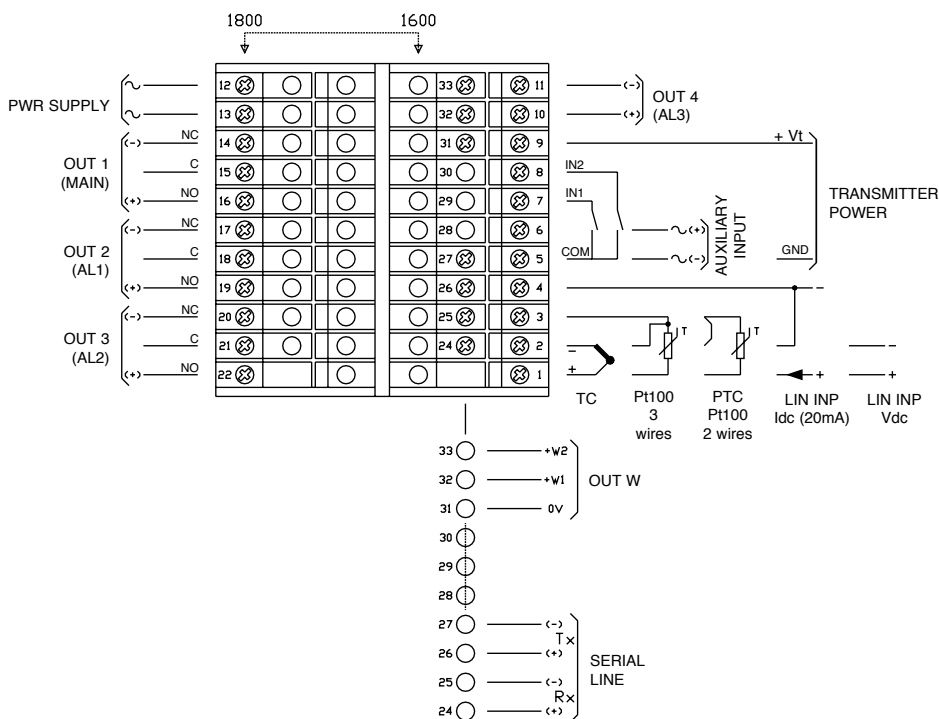 1800 1600
PWR SUPPLY
12 33 11 (-)
13 32 10 (+)
OUT 4
(AL3)
(-) NC 14 31 9 + Vt
OUT 1
(MAIN)
C 15 30 8 IN2
(+) NO 16 29 7 IN1
TRANSMITTER
POWER
(-) NC 17 28 6 (+)
AUXILIARY
INPUT
OUT 2
(AL1)
C 18 27 5 COM (-) GND
(+) NO 19 26 4 -
(-) NC 20 25 3 T T
OUT 3
(AL2)
C 21 24 2 - -
(+) NO 22 1 + + +
TC
Pt100
3
wires
PTC
Pt100
2 wires
LIN INP
Idc (20mA)
LIN INP
Vdc
33 +W2
32 +W1 OUT W
31 0V
30
29
28
27 (-)
Tx
26 (+)
SERIAL
LINE
25 (-)
Rx
24 (+)